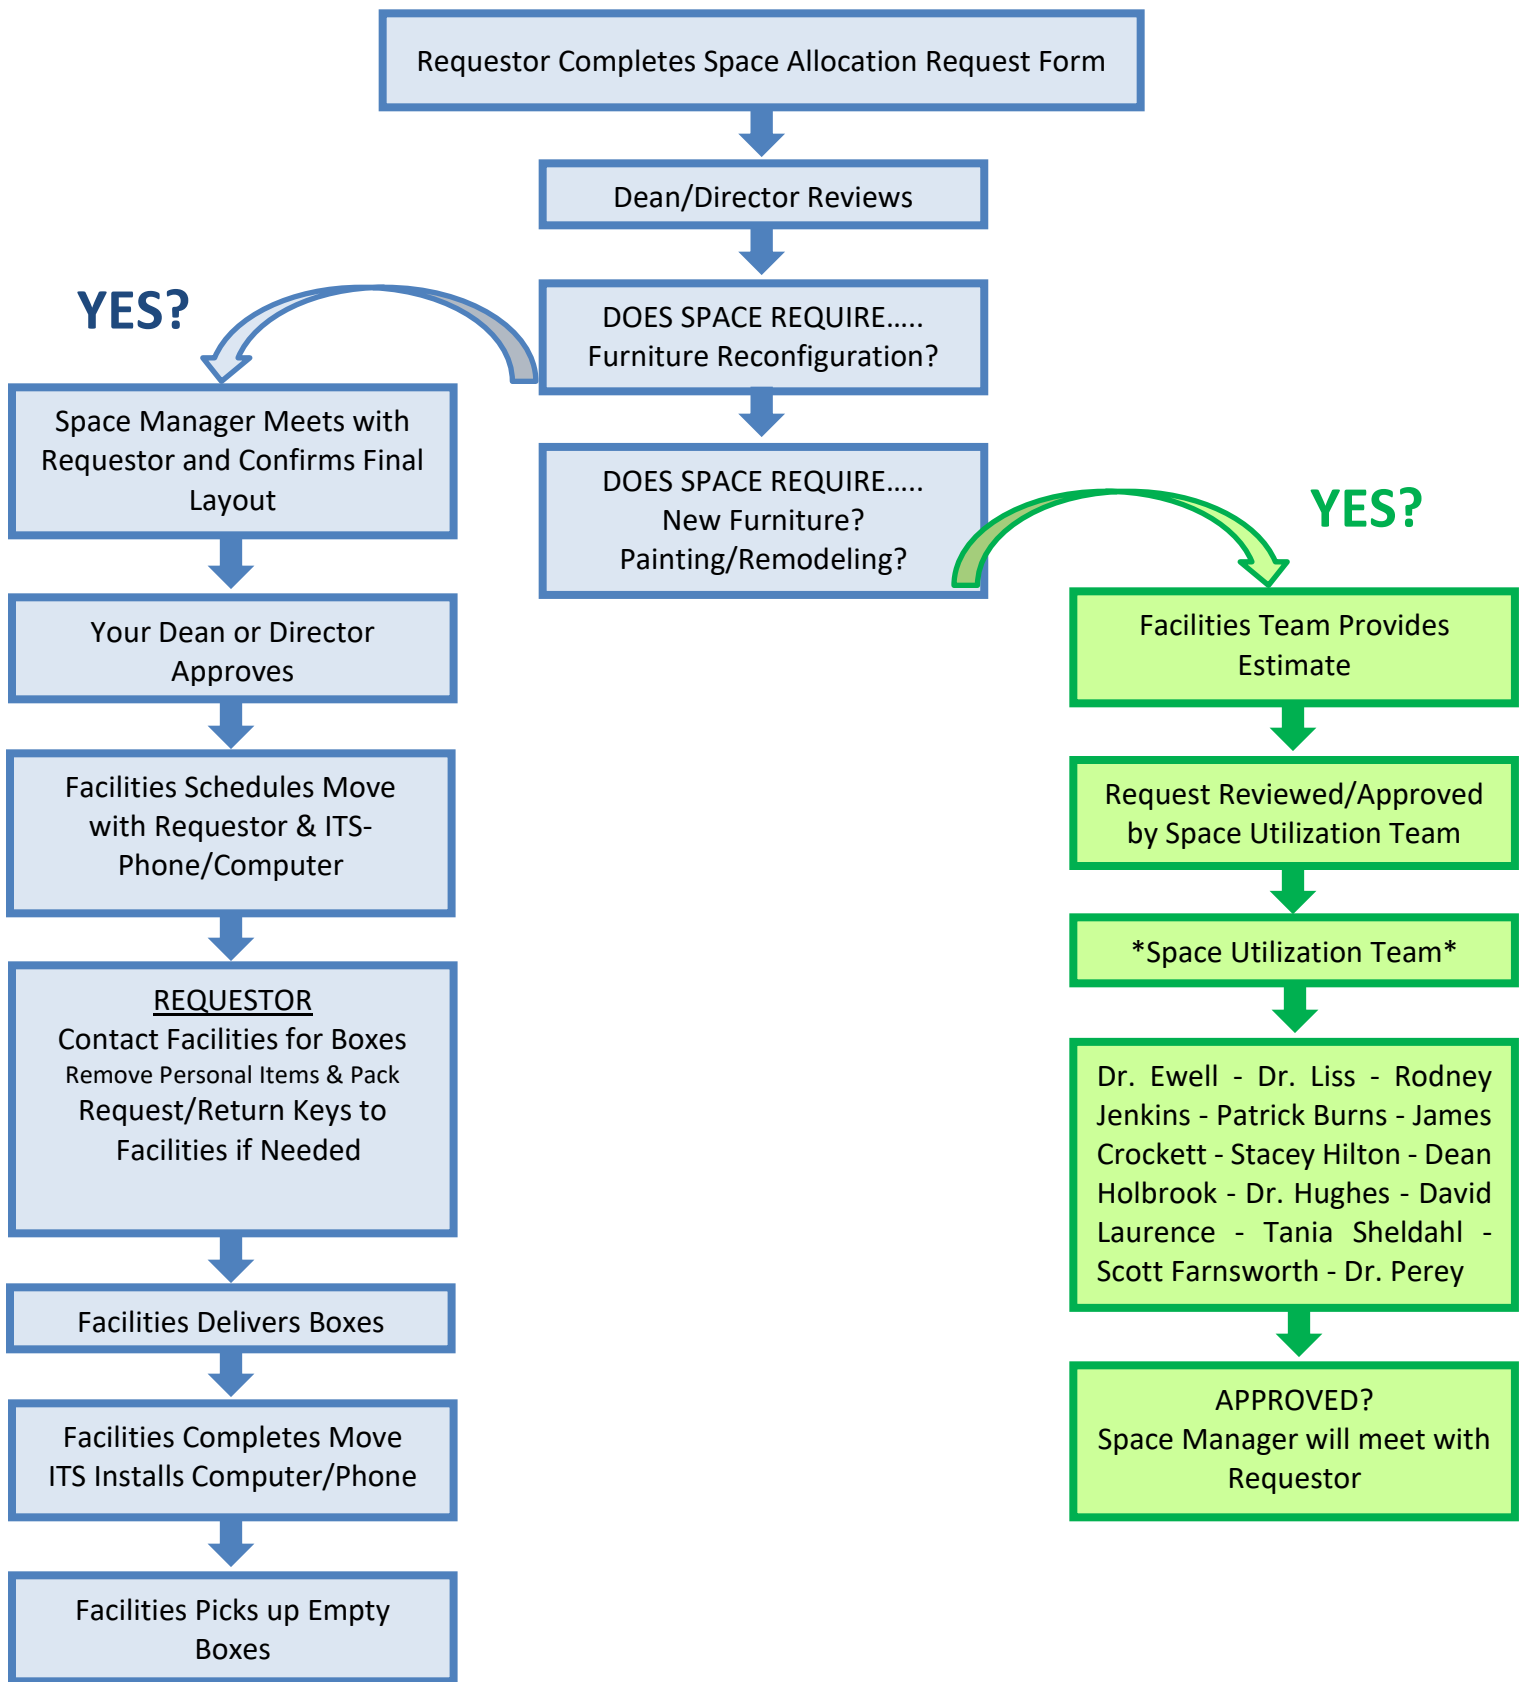 Requestor Completes Space Allocation Request Form
Dean/Director Reviews
DOES SPACE REQUIRE…..
Furniture Reconfiguration?
DOES SPACE REQUIRE…..
New Furniture?
Painting/Remodeling?
YES?
Space Manager Meets with
Requestor and Confirms Final
Layout
Your Dean or Director
Approves
Facilities Schedules Move
with Requestor & ITS-
Phone/Computer
REQUESTOR
Contact Facilities for Boxes
Remove Personal Items & Pack
Request/Return Keys to
Facilities if Needed
Facilities Delivers Boxes
Facilities Completes Move
ITS Installs Computer/Phone
Facilities Picks up Empty
Boxes
YES?
Facilities Team Provides
Estimate
Request Reviewed/Approved
by Space Utilization Team
*Space Utilization Team*
Dr. Ewell - Dr. Liss - Rodney
Jenkins - Patrick Burns - James
Crockett - Stacey Hilton - Dean
Holbrook - Dr. Hughes - David
Laurence - Tania Sheldahl -
Scott Farnsworth - Dr. Perey
APPROVED?
Space Manager will meet with
Requestor